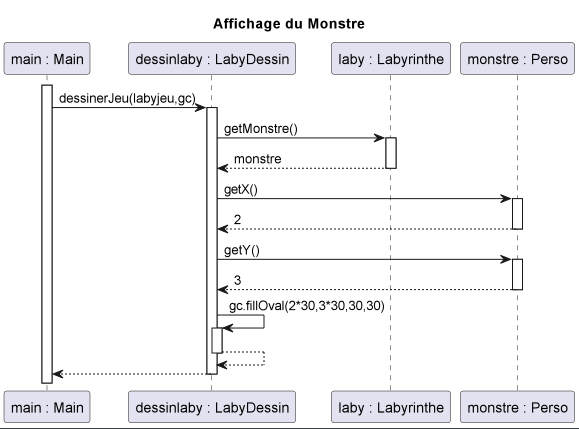 Affichage du Monstre
main : Main
dessinlaby : LabyDessin
laby : Labyrinthe
monstre : Perso
dessinerJeu(labyjeu,gc)
getMonstre()
monstre
getX()
2
getY()
3
gc.fillOval(2*30,3*30,30,30)
main : Main
dessinlaby : LabyDessin
laby : Labyrinthe
monstre : Perso